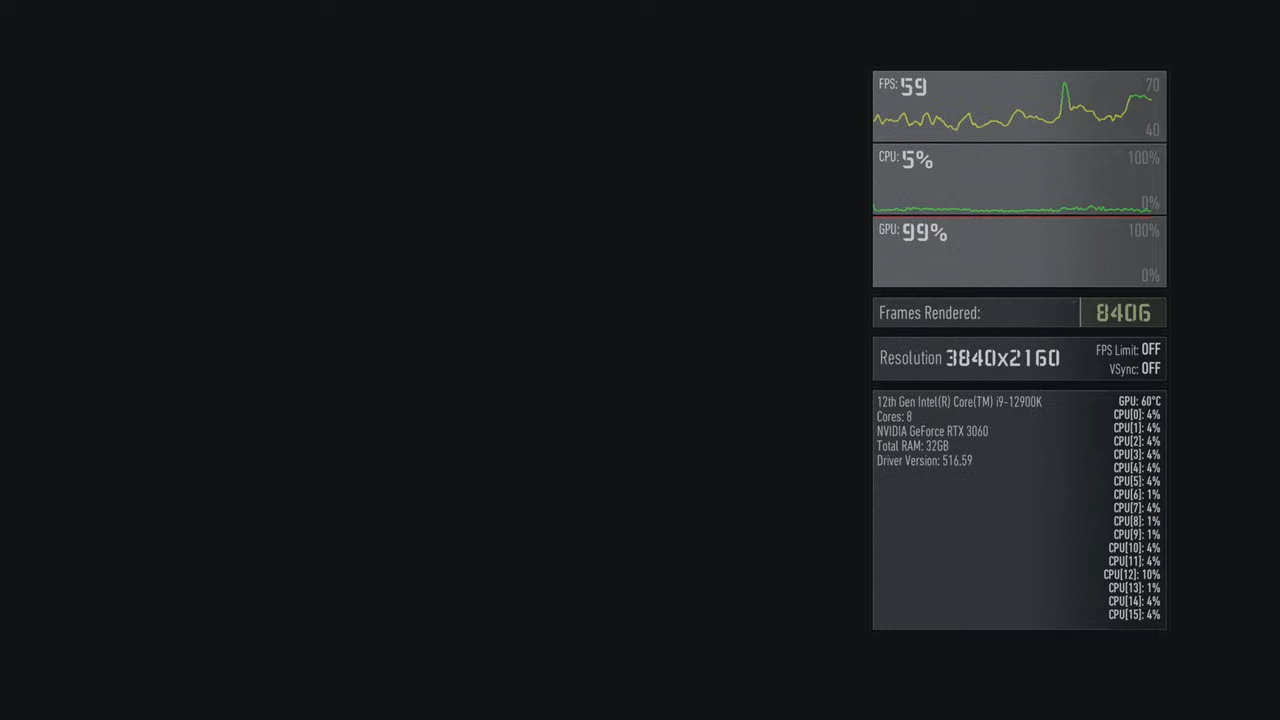 FPS: 59
70
40
CPU: 5%
100%
0%
GPU: 99%
100%
0%
Frames Rendered: 8406
Resolution 3840x2160
FPS Limit: OFF
VSync: OFF
12th Gen Intel(R) Core(TM) i9-12900K
Cores: 8
NVIDIA GeForce RTX 3060
Total RAM: 32GB
Driver Version: 516.59
GPU: 60°C
CPU[0]: 4%
CPU[1]: 4%
CPU[2]: 4%
CPU[3]: 4%
CPU[4]: 4%
CPU[5]: 4%
CPU[6]: 1%
CPU[7]: 4%
CPU[8]: 1%
CPU[9]: 1%
CPU[10]: 4%
CPU[11]: 4%
CPU[12]: 10%
CPU[13]: 1%
CPU[14]: 4%
CPU[15]: 4%